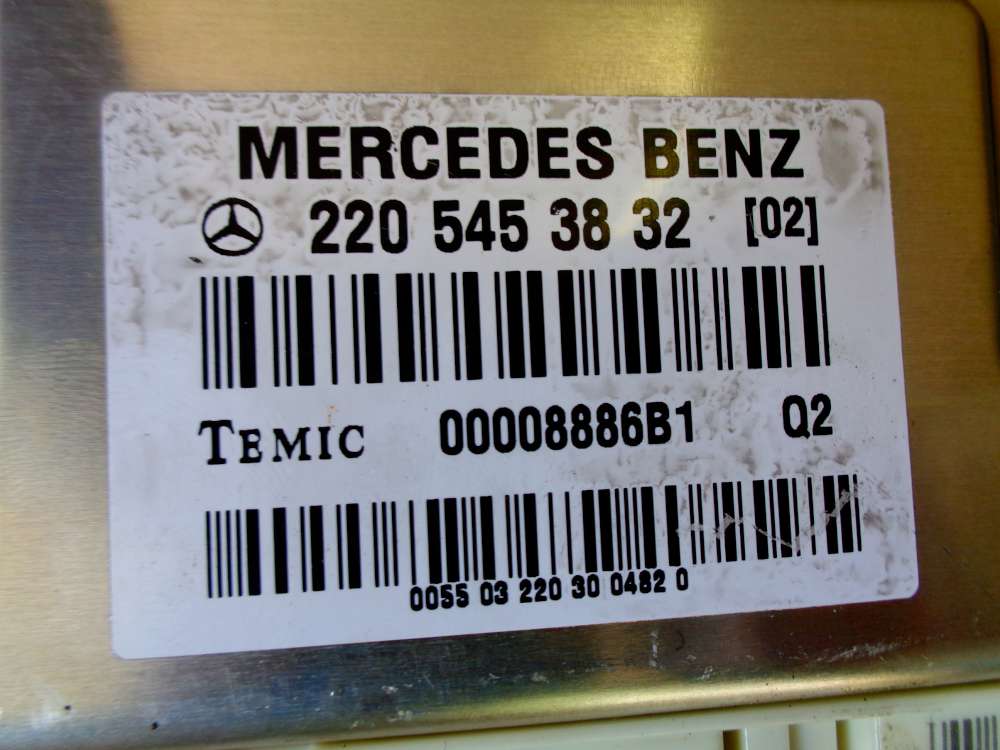 MERCEDES BENZ
220 545 38 32 [02]
TEMIC 00008886B1 Q2
0055 03 220 30 0482 0